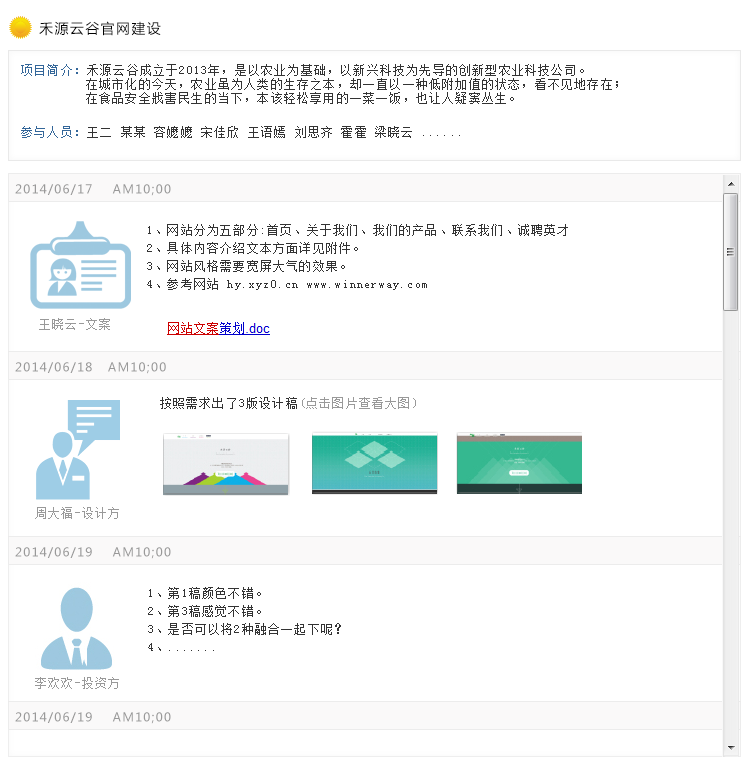 禾源云谷官网建设
项目简介：禾源云谷成立于2013年，是以农业为基础，以新兴科技为先导的创新型农业科技公司。
在城市化的今天，农业虽为人类的生存之本，却一直以一种低附加值的状态，看不见地存在；
在食品安全戕害民生的当下，本该轻松享用的一菜一饭，也让人疑窦丛生。
参与人员：王二 某某 容嬷嬷 宋佳欣 王语嫣 刘思齐 霍霍 梁晓云 ......
2014/06/17 AM10;00
1、网站分为五部分:首页、关于我们、我们的产品、联系我们、诚聘英才
2、具体内容介绍文本方面详见附件。
3、网站风格需要宽屏大气的效果。
4、参考网站 hy.xyz0.cn www.winnerway.com
王晓云-文案
网站文案策划.doc
2014/06/18 AM10;00
按照需求出了3版设计稿(点击图片查看大图)
周大福-设计方
2014/06/19 AM10;00
1、第1稿颜色不错。
2、第3稿感觉不错。
3、是否可以将2种融合一起下呢？
4、.......
李欢欢-投资方
2014/06/19 AM10;00